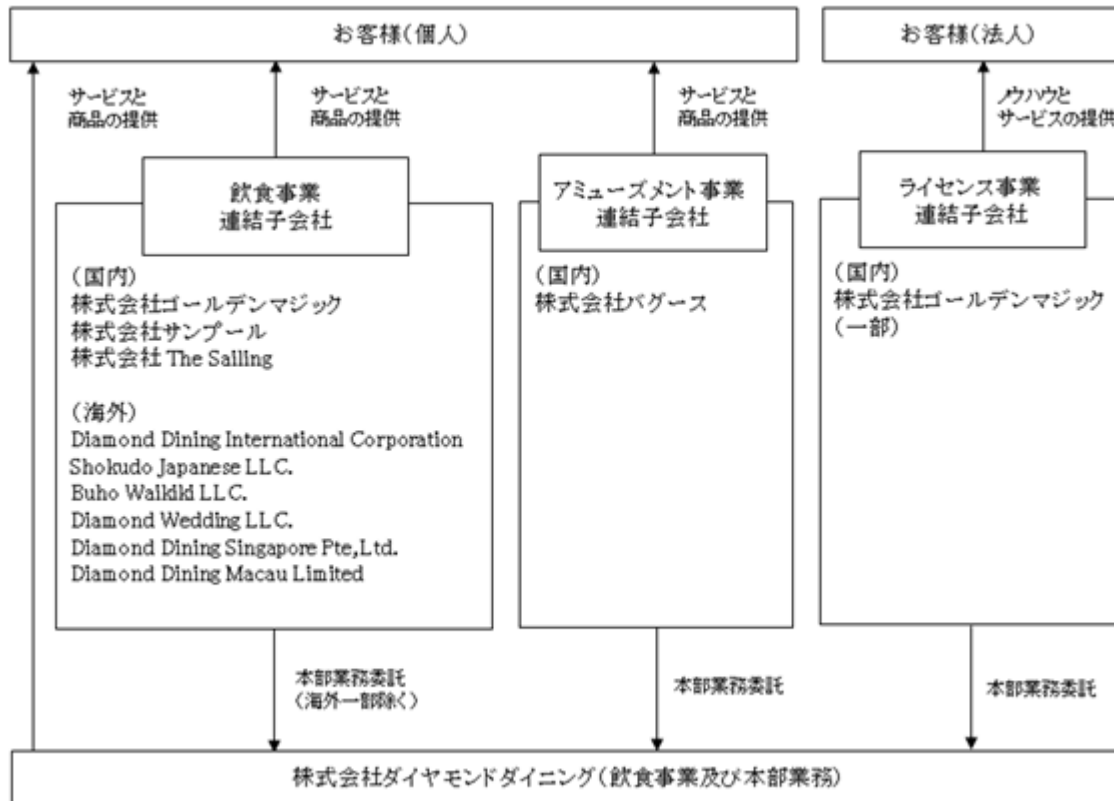 お客様(個人)
お客様(法人)
サービスと
商品の提供
サービスと
商品の提供
サービスと
商品の提供
ノウハウと
サービスの提供
飲食事業
連結子会社
(国内)
株式会社ゴールデンマジック
株式会社サンプール
株式会社 The Sailing
(海外)
Diamond Dining International Corporation
Shokudo Japanese LLC.
Buho Waikiki LLC.
Diamond Wedding LLC.
Diamond Dining Singapore Pte,Ltd.
Diamond Dining Macau Limited
アミューズメント事業
連結子会社
(国内)
株式会社バグース
ライセンス事業
連結子会社
(国内)
株式会社ゴールデンマジック
(一部)
本部業務委託
(海外一部除く)
本部業務委託
本部業務委託
株式会社ダイヤモンドダイニング(飲食事業及び本部業務)